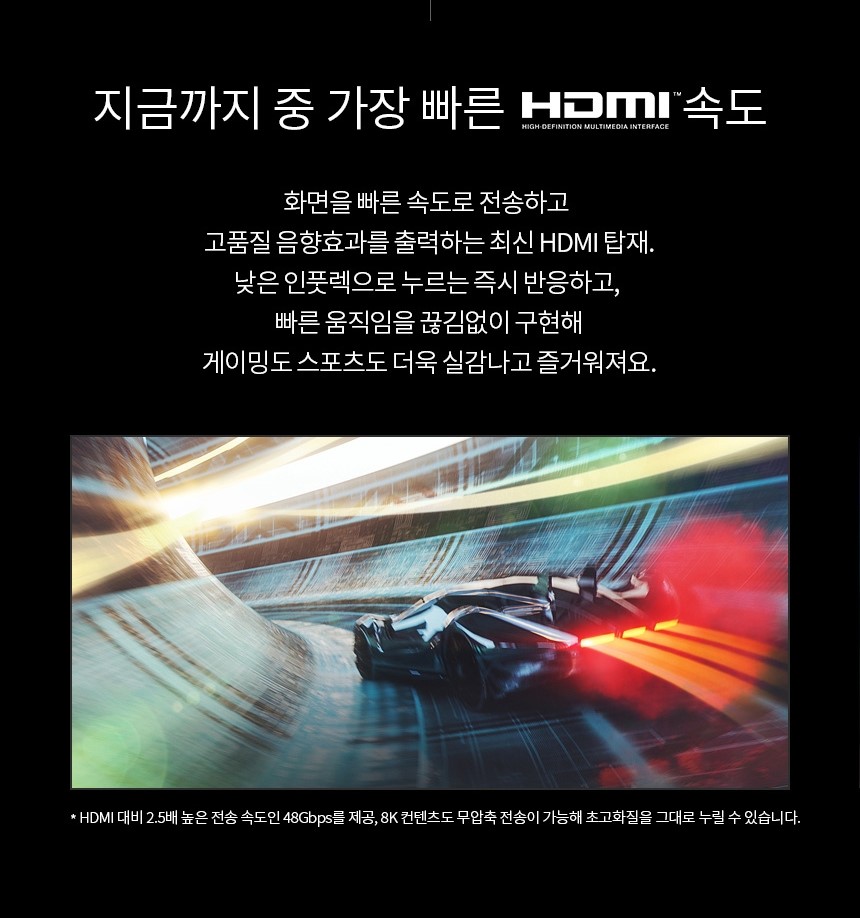 지금까지 중 가장 빠른 HDMI™속도
HIGH-DEFINITION MULTIMEDIA INTERFACE
화면을 빠른 속도로 전송하고
고품질 음향효과를 출력하는 최신 HDMI 탑재.
낮은 인풋렉으로 누르는 즉시 반응하고,
빠른 움직임을 끊김없이 구현해
게이밍도 스포츠도 더욱 실감나고 즐거워져요.
* HDMI 대비 2.5배 높은 전송 속도인 48Gbps를 제공, 8K 컨텐츠도 무압축 전송이 가능해 초고화질을 그대로 누릴 수 있습니다.